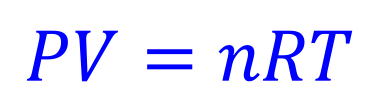 PV = nRT